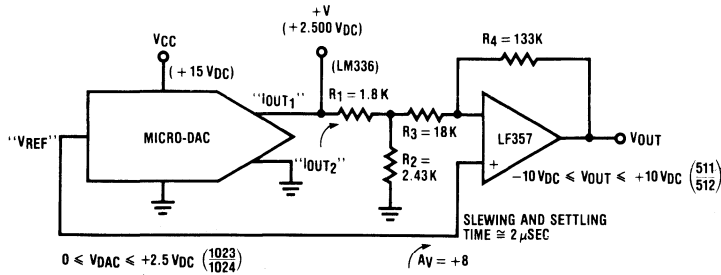 +V
(+2.500 VDC)
VCC
(+15 VDC)
(LM336)
R4 = 133K
"IOUT1"
R1 = 1.8K
"VREF"
MICRO-DAC
R3 = 18K
LF357
VOUT
"IOUT2"
R2 =
2.43K
+
−10 VDC ≤ VOUT ≤ +10 VDC (511/512)
SLEWING AND SETTLING
TIME ≅ 2 µSEC
0 ≤ VDAC ≤ +2.5 VDC (1023/1024)
AV = +8